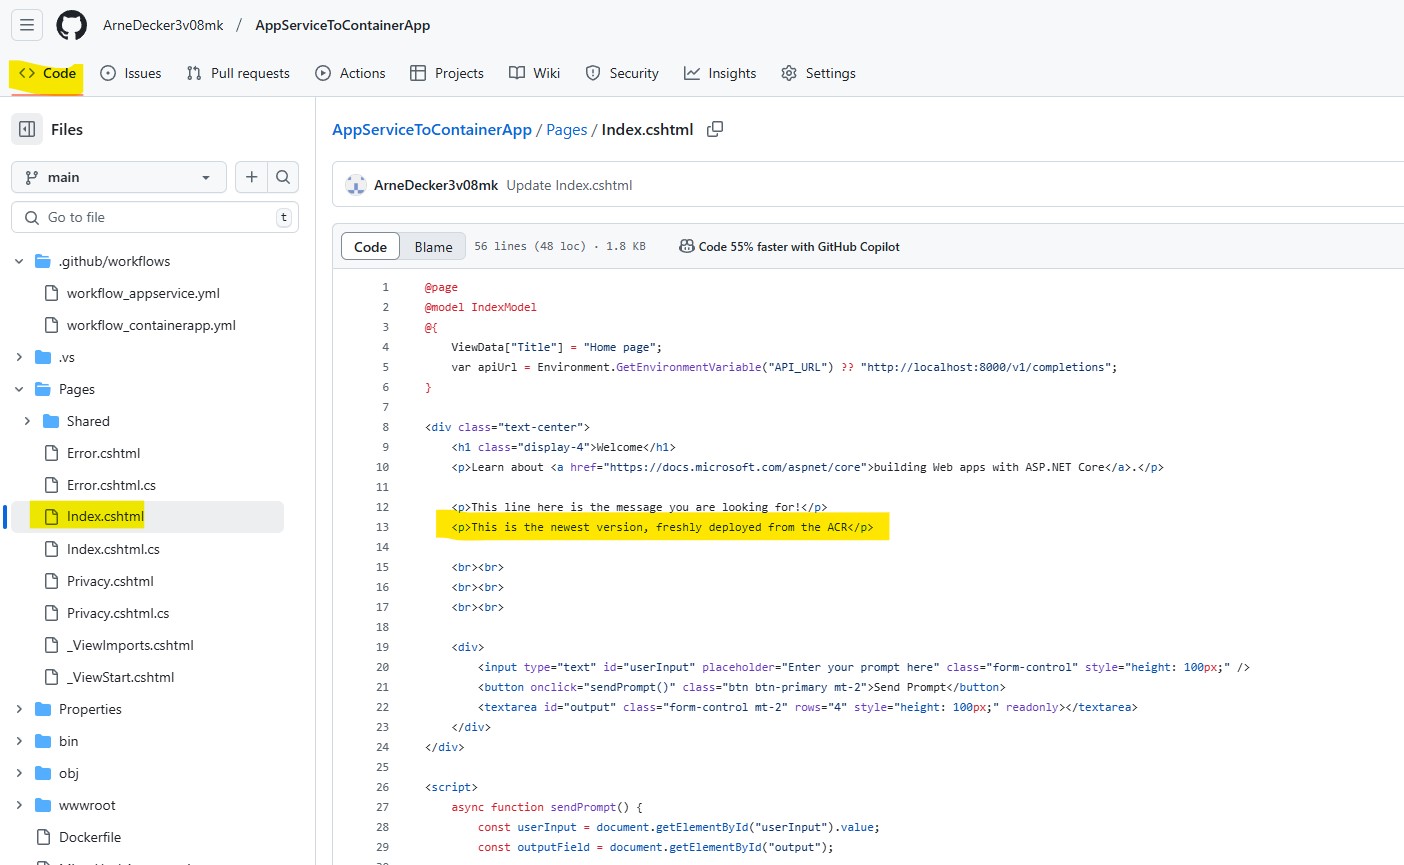 ArneDecker3v08mk / AppServiceToContainerApp
Code Issues Pull requests Actions Projects Wiki Security Insights Settings
Files
main
Go to file t
.github/workflows
workflow_appservice.yml
workflow_containerapp.yml
.vs
Pages
Shared
Error.cshtml
Error.cshtml.cs
Index.cshtml
Index.cshtml.cs
Privacy.cshtml
Privacy.cshtml.cs
_ViewImports.cshtml
_ViewStart.cshtml
Properties
bin
obj
wwwroot
Dockerfile
AppServiceToContainerApp / Pages / Index.cshtml
ArneDecker3v08mk Update Index.cshtml
Code Blame 56 lines (48 loc) · 1.8 KB Code 55% faster with GitHub Copilot
1 @page
2 @model IndexModel
3 @{
4 ViewData["Title"] = "Home page";
5 var apiUrl = Environment.GetEnvironmentVariable("API_URL") ?? "http://localhost:8000/v1/completions";
6 }
7
8 <div class="text-center">
9 <h1 class="display-4">Welcome</h1>
10 <p>Learn about <a href="https://docs.microsoft.com/aspnet/core">building Web apps with ASP.NET Core</a>.</p>
11
12 <p>This line here is the message you are looking for!</p>
13 <p>This is the newest version, freshly deployed from the ACR</p>
14
15 <br><br>
16 <br><br>
17 <br><br>
18
19 <div>
20 <input type="text" id="userInput" placeholder="Enter your prompt here" class="form-control" style="height: 100px;" />
21 <button onclick="sendPrompt()" class="btn btn-primary mt-2">Send Prompt</button>
22 <textarea id="output" class="form-control mt-2" rows="4" style="height: 100px;" readonly></textarea>
23 </div>
24 </div>
25
26 <script>
27 async function sendPrompt() {
28 const userInput = document.getElementById("userInput").value;
29 const outputField = document.getElementById("output");